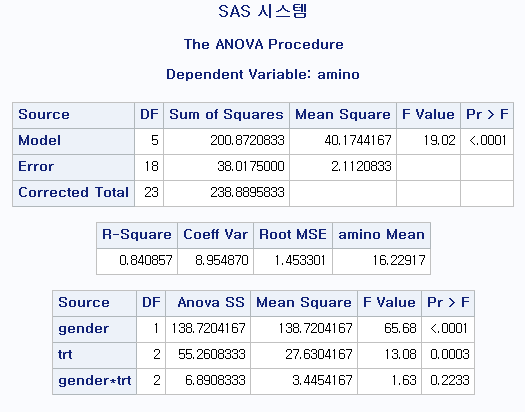 SAS 시스템
The ANOVA Procedure
Dependent Variable: amino
Source DF Sum of Squares Mean Square F Value Pr > F
Model 5 200.8720833 40.1744167 19.02 <.0001
Error 18 38.0175000 2.1120833
Corrected Total 23 238.8895833
R-Square Coeff Var Root MSE amino Mean
0.840857 8.954870 1.453301 16.22917
Source DF Anova SS Mean Square F Value Pr > F
gender 1 138.7204167 138.7204167 65.68 <.0001
trt 2 55.2608333 27.6304167 13.08 0.0003
gender*trt 2 6.8908333 3.4454167 1.63 0.2233